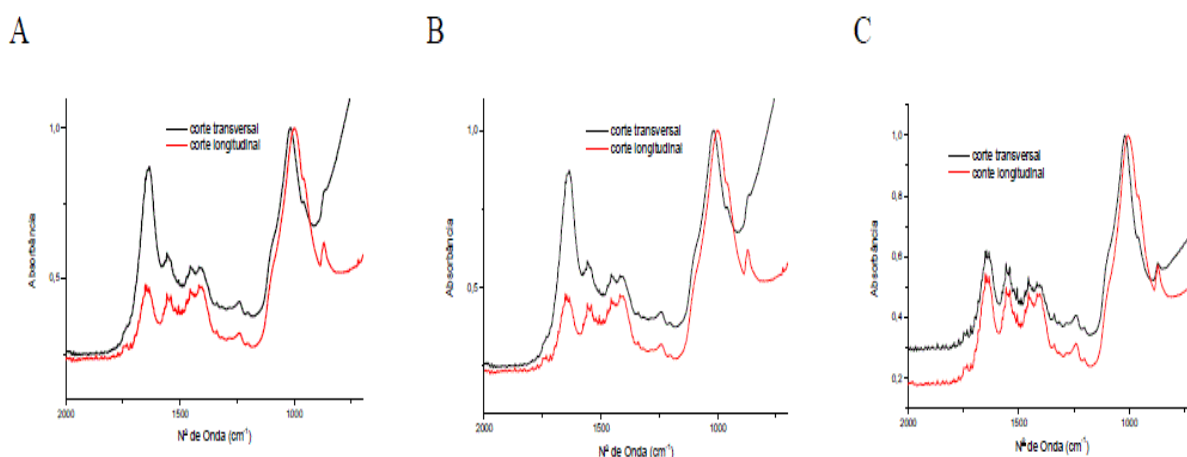 A
B
C
corte transversal
corte longitudinal
1,0
0,5
Absorbância
2000 1500 1000
Nº de Onda (cm⁻¹)
corte transversal
corte longitudinal
1,0
0,5
Absorbância
2000 1500 1000
Nº de Onda (cm⁻¹)
corte transversal
corte longitudinal
1,0
0,8
0,6
0,4
0,2
Absorbância
2000 1500 1000
Nº de Onda (cm⁻¹)